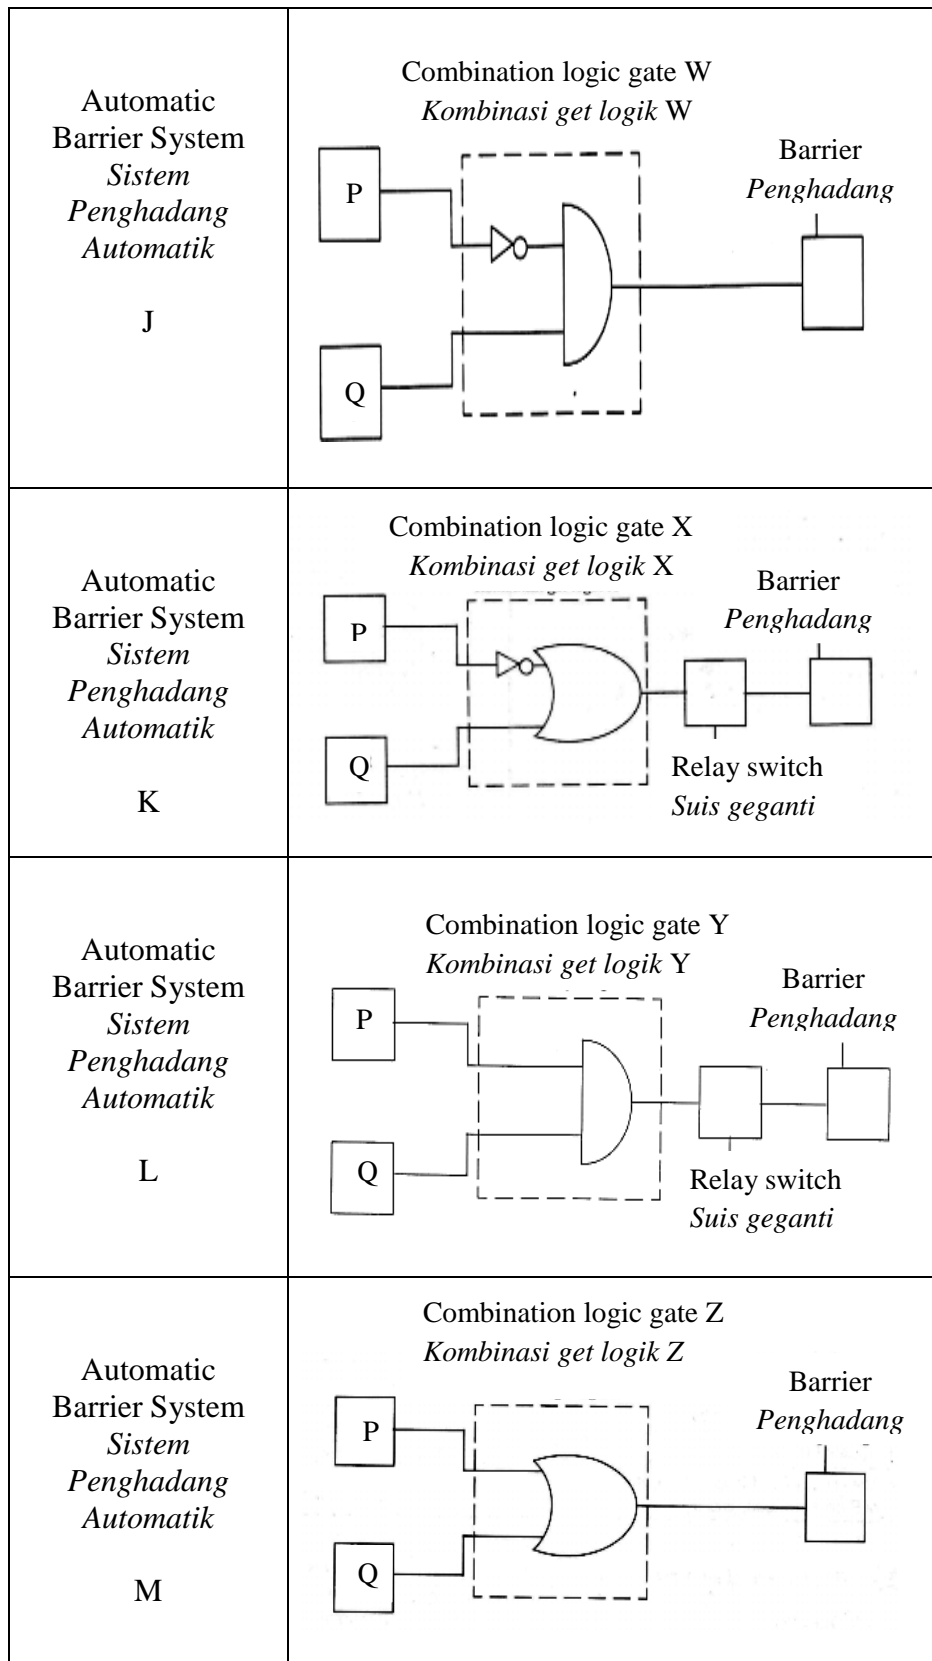 Automatic
Barrier System
Sistem
Penghadang
Automatik
J
Combination logic gate W
Kombinasi get logik W
P
Q
Barrier
Penghadang
Automatic
Barrier System
Sistem
Penghadang
Automatik
K
Combination logic gate X
Kombinasi get logik X
P
Q
Barrier
Penghadang
Relay switch
Suis geganti
Automatic
Barrier System
Sistem
Penghadang
Automatik
L
Combination logic gate Y
Kombinasi get logik Y
P
Q
Barrier
Penghadang
Relay switch
Suis geganti
Automatic
Barrier System
Sistem
Penghadang
Automatik
M
Combination logic gate Z
Kombinasi get logik Z
P
Q
Barrier
Penghadang